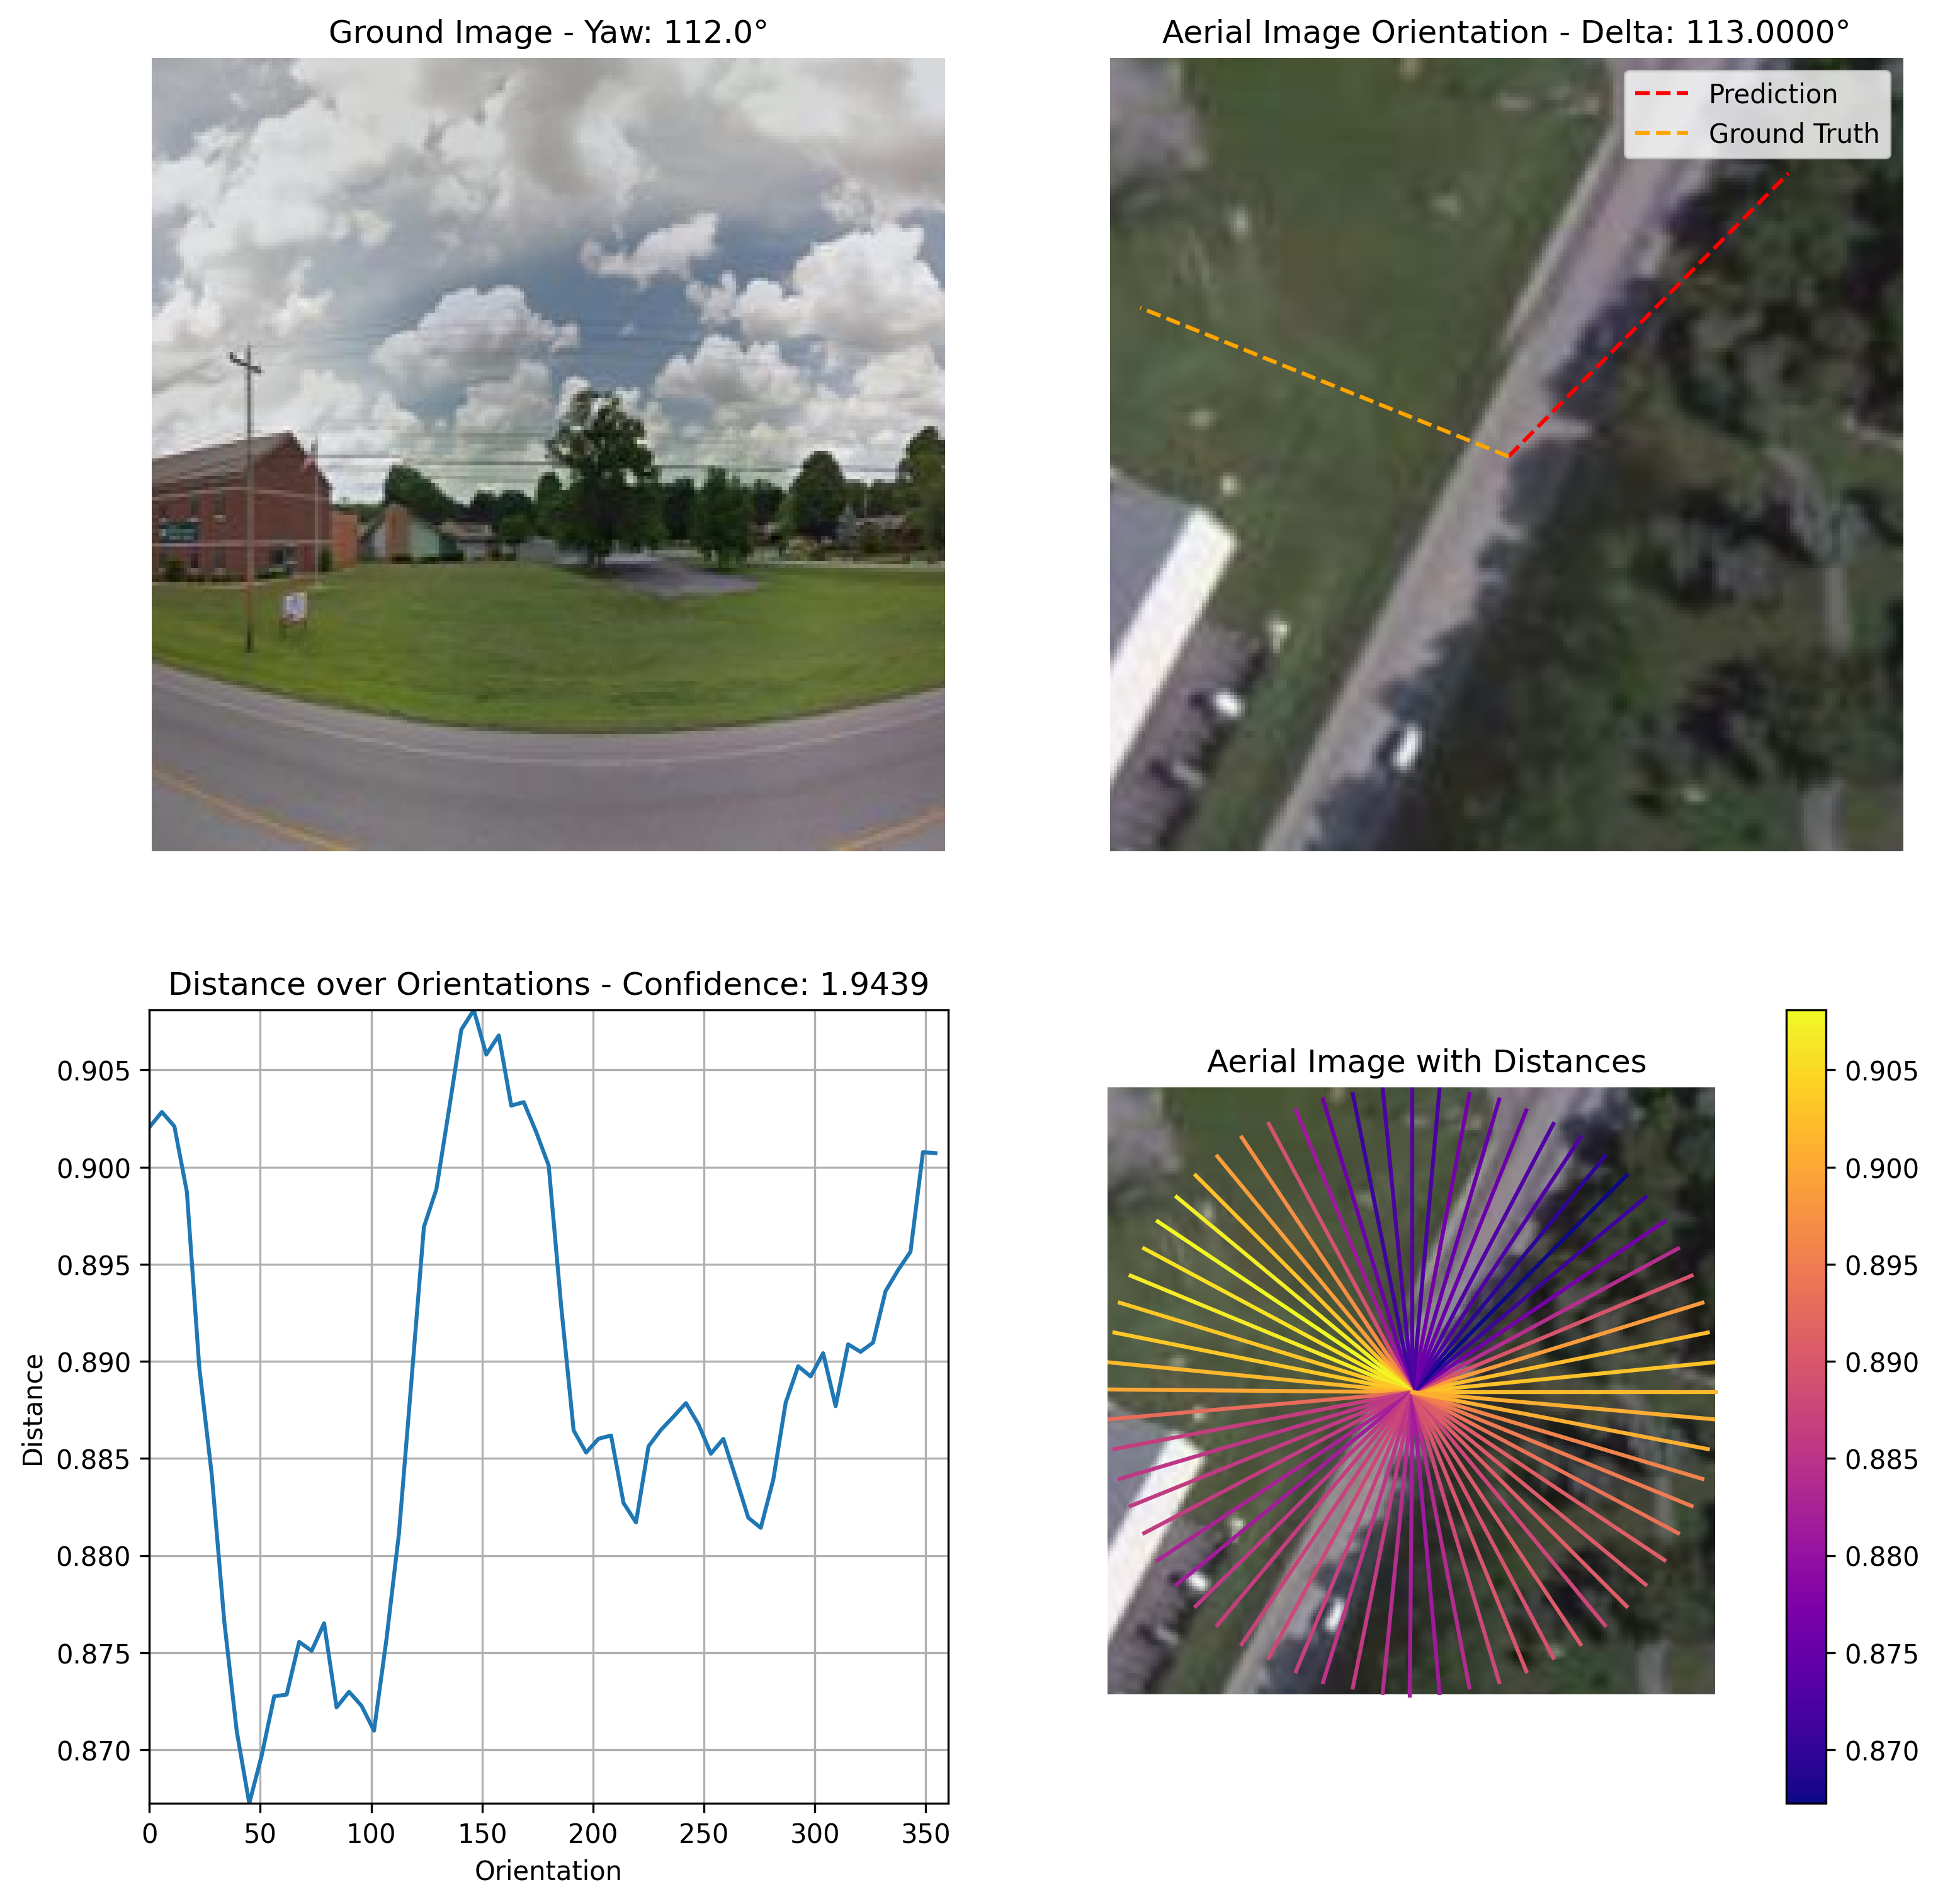 Ground Image - Yaw: 112.0°
Aerial Image Orientation - Delta: 113.0000°
Prediction
Ground Truth
Distance over Orientations - Confidence: 1.9439
0.905
0.900
0.895
0.890
0.885
0.880
0.875
0.870
Distance
0 50 100 150 200 250 300 350
Orientation
Aerial Image with Distances
0.905
0.900
0.895
0.890
0.885
0.880
0.875
0.870